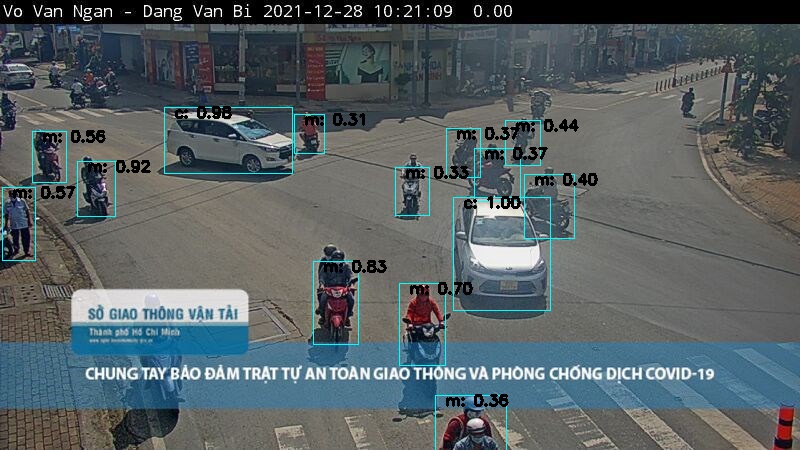 Vo Van Ngan - Dang Van Bi 2021-12-28 10:21:09 0.00
c: 0.98
m: 0.31
m: 0.56
m: 0.92
m: 0.57
m: 0.33
m: 0.37
m: 0.44
m: 0.37
m: 0.40
c: 1.00
m: 0.83
m: 0.70
SỞ GIAO THÔNG VẬN TẢI
Thành phố Hồ Chí Minh
CHUNG TAY BẢO ĐẢM TRẬT TỰ AN TOÀN GIAO THÔNG VÀ PHÒNG CHỐNG DỊCH COVID-19
m: 0.36